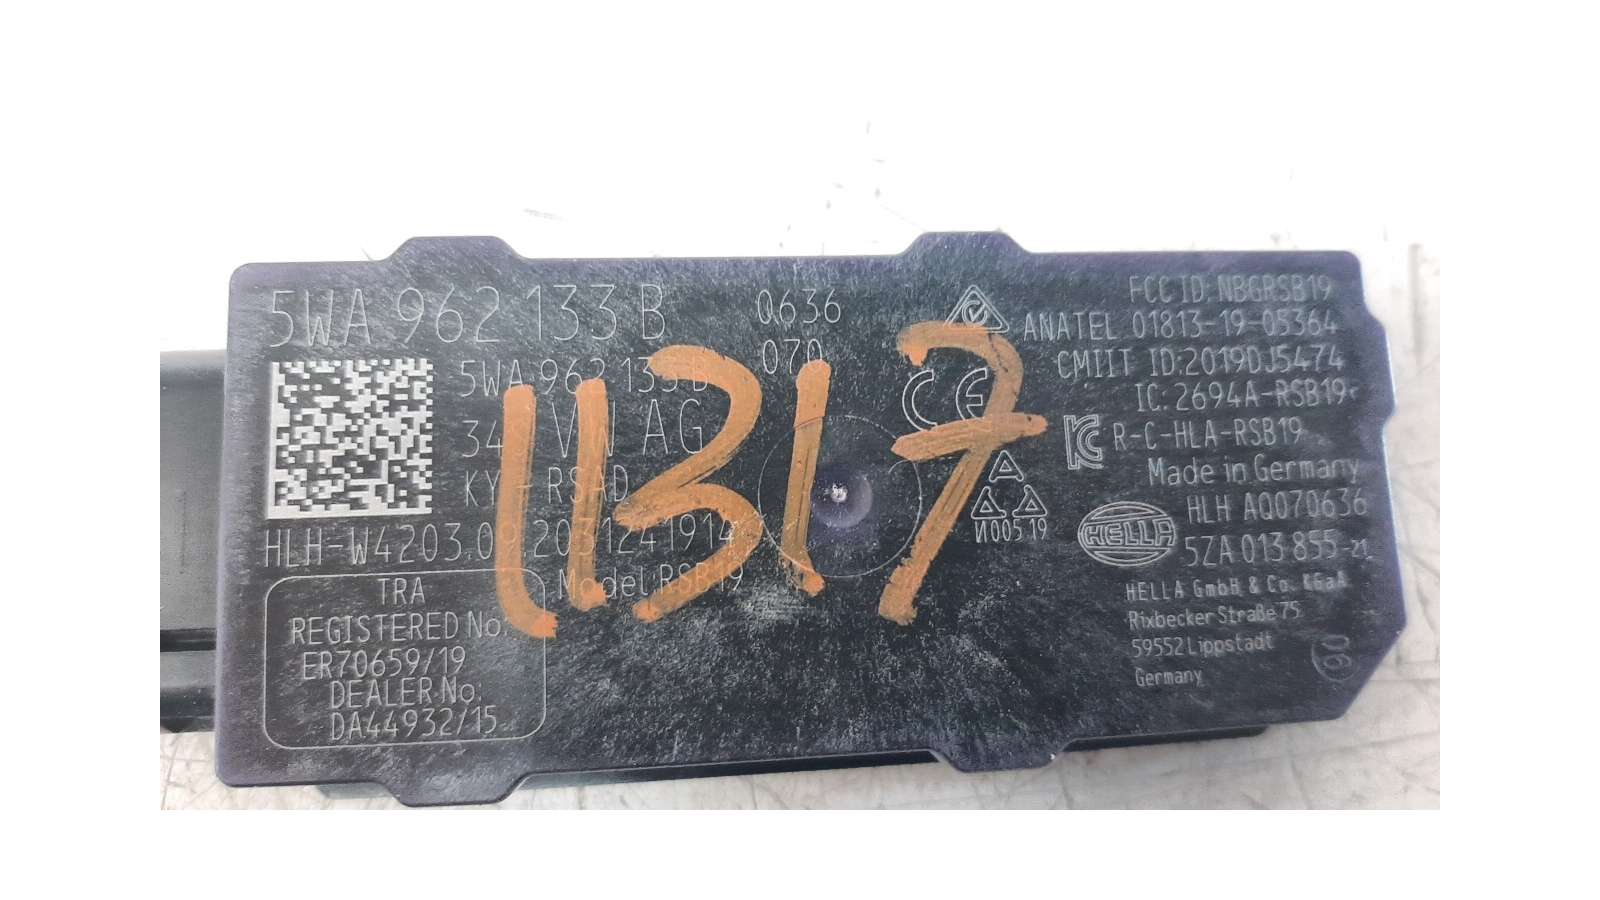 5WA 962 133 B
0636
070
5WA 962 133 B
VW AG
HLH-W4203.09.2031241914
Model RSB19
TRA
REGISTERED No:
ER70659/19
DEALER No:
DA44932/15
11317
CE
И005 19
FCC ID: NBGRSB19
ANATEL 01813-19-05364
CMIIT ID:2019DJ5474
IC: 2694A-RSB19
R-C-HLA-RSB19
Made in Germany
HLH AQ070636
HELLA
5ZA 013 855 -21
HELLA GmbH & Co. KGaA
Rixbecker Straße 75
59552 Lippstadt
Germany